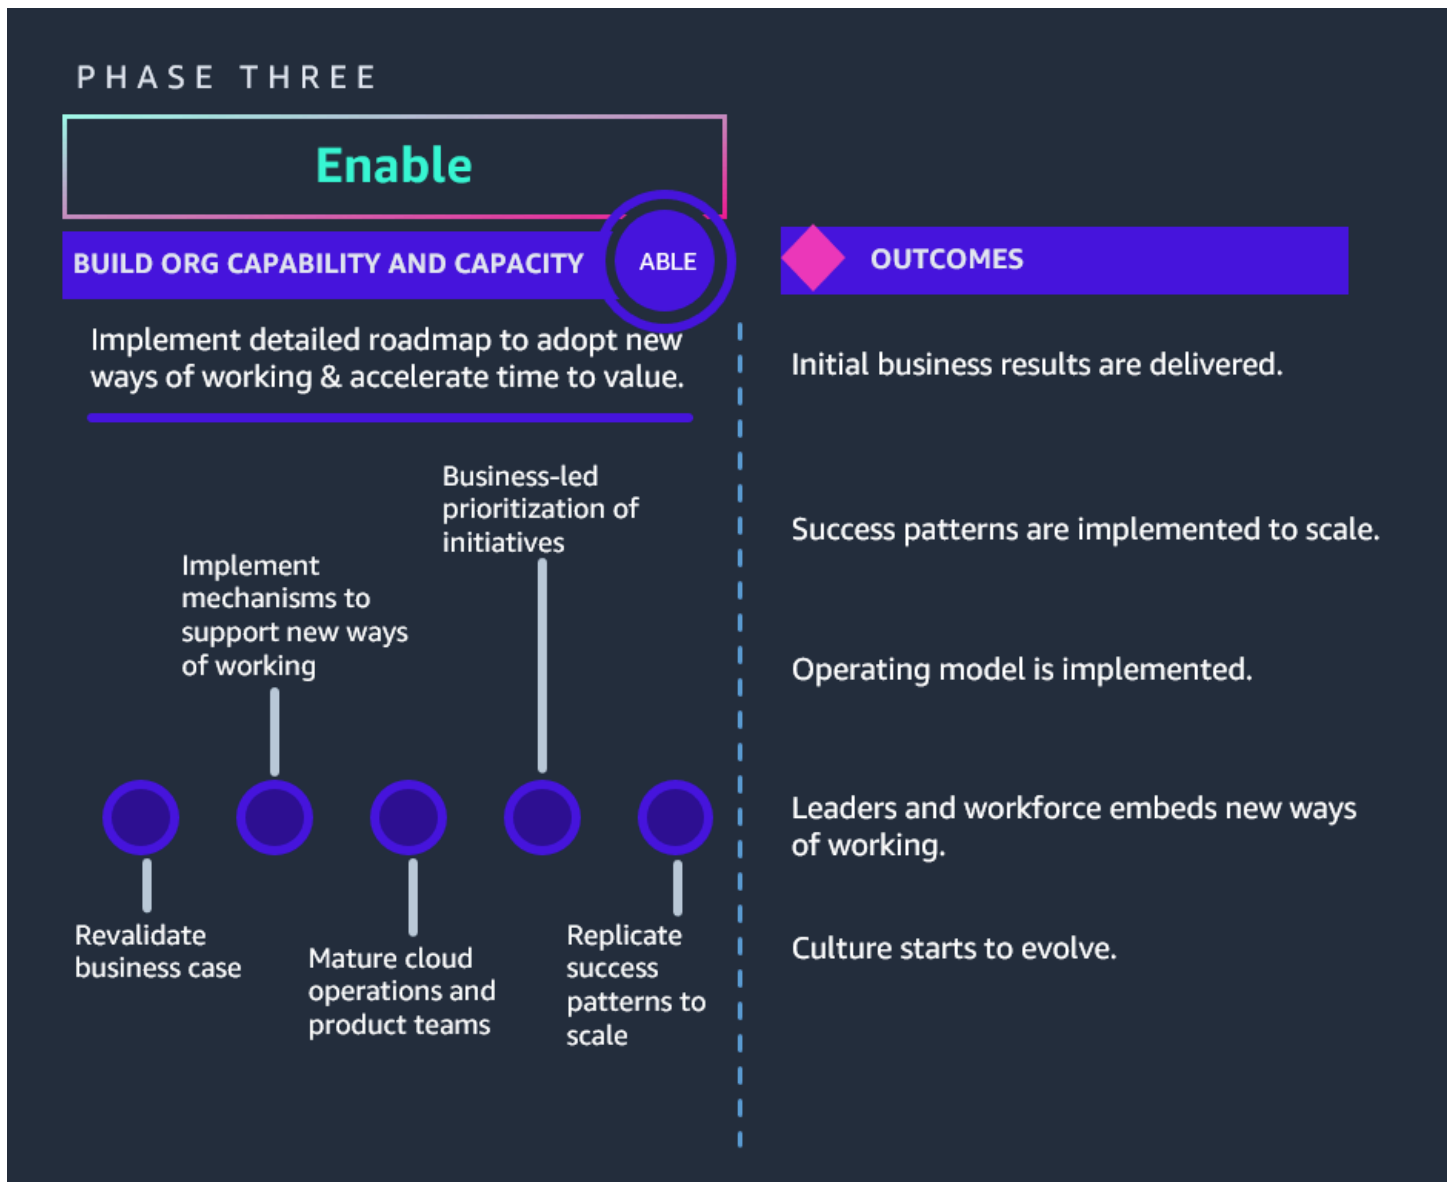 PHASE THREE
Enable
BUILD ORG CAPABILITY AND CAPACITY
ABLE
Implement detailed roadmap to adopt new
ways of working & accelerate time to value.
Business-led
prioritization of
initiatives
Implement
mechanisms to
support new ways
of working
Revalidate
business case
Mature cloud
operations and
product teams
Replicate
success
patterns to
scale
OUTCOMES
Initial business results are delivered.
Success patterns are implemented to scale.
Operating model is implemented.
Leaders and workforce embeds new ways
of working.
Culture starts to evolve.